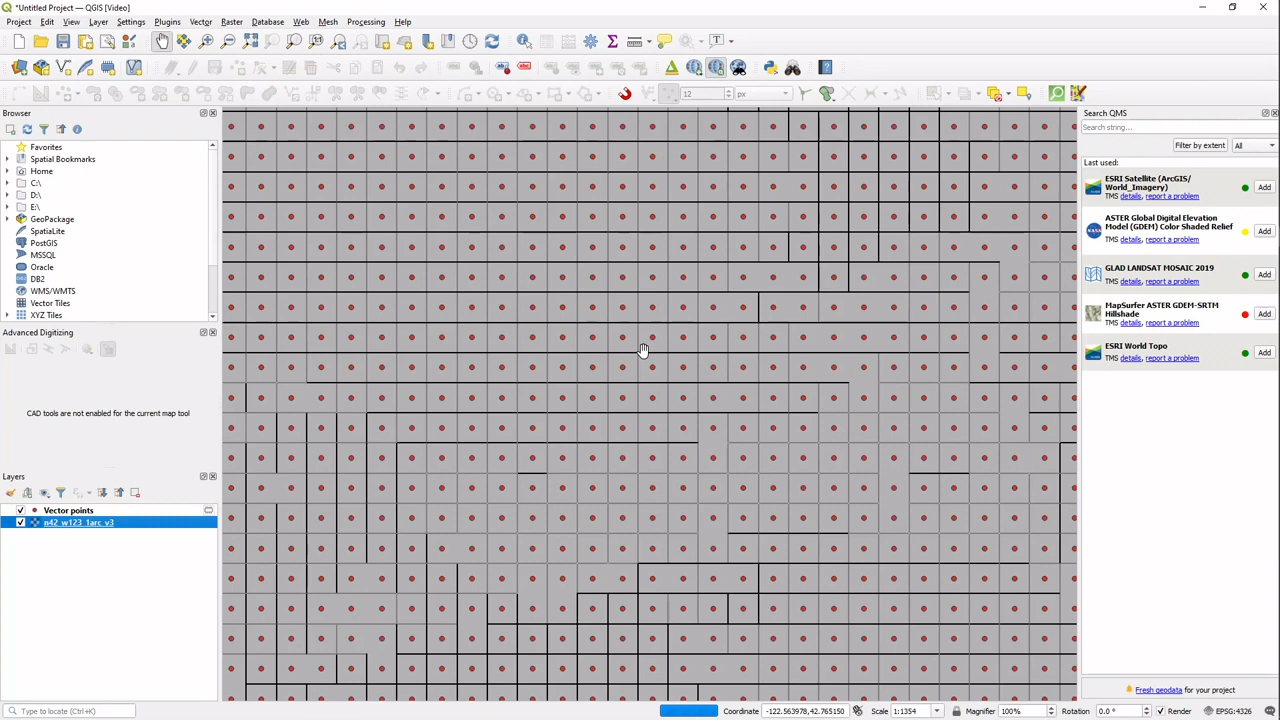 *Untitled Project — QGIS [Video]
Project Edit View Layer Settings Plugins Vector Raster Database Web Mesh Processing Help
12 px
Browser
Favorites
Spatial Bookmarks
Home
C:\
D:\
E:\
GeoPackage
SpatiaLite
PostGIS
MSSQL
Oracle
DB2
WMS/WMTS
Vector Tiles
XYZ Tiles
Advanced Digitizing
CAD tools are not enabled for the current map tool
Layers
Vector points
n42_w123_1arc_v3
Search QMS
Search string...
Filter by extent All
Last used:
ESRI Satellite (ArcGIS/
World_Imagery) Add
TMS details, report a problem
ASTER Global Digital Elevation
Model (GDEM) Color Shaded Relief Add
TMS details, report a problem
GLAD LANDSAT MOSAIC 2019 Add
TMS details, report a problem
MapSurfer ASTER GDEM-SRTM
Hillshade Add
TMS details, report a problem
ESRI World Topo Add
TMS details, report a problem
Fresh geodata for your project
Type to locate (Ctrl+K) Coordinate -122.563978,42.765150 Scale 1:1354 Magnifier 100% Rotation 0.0 ° Render EPSG:4326